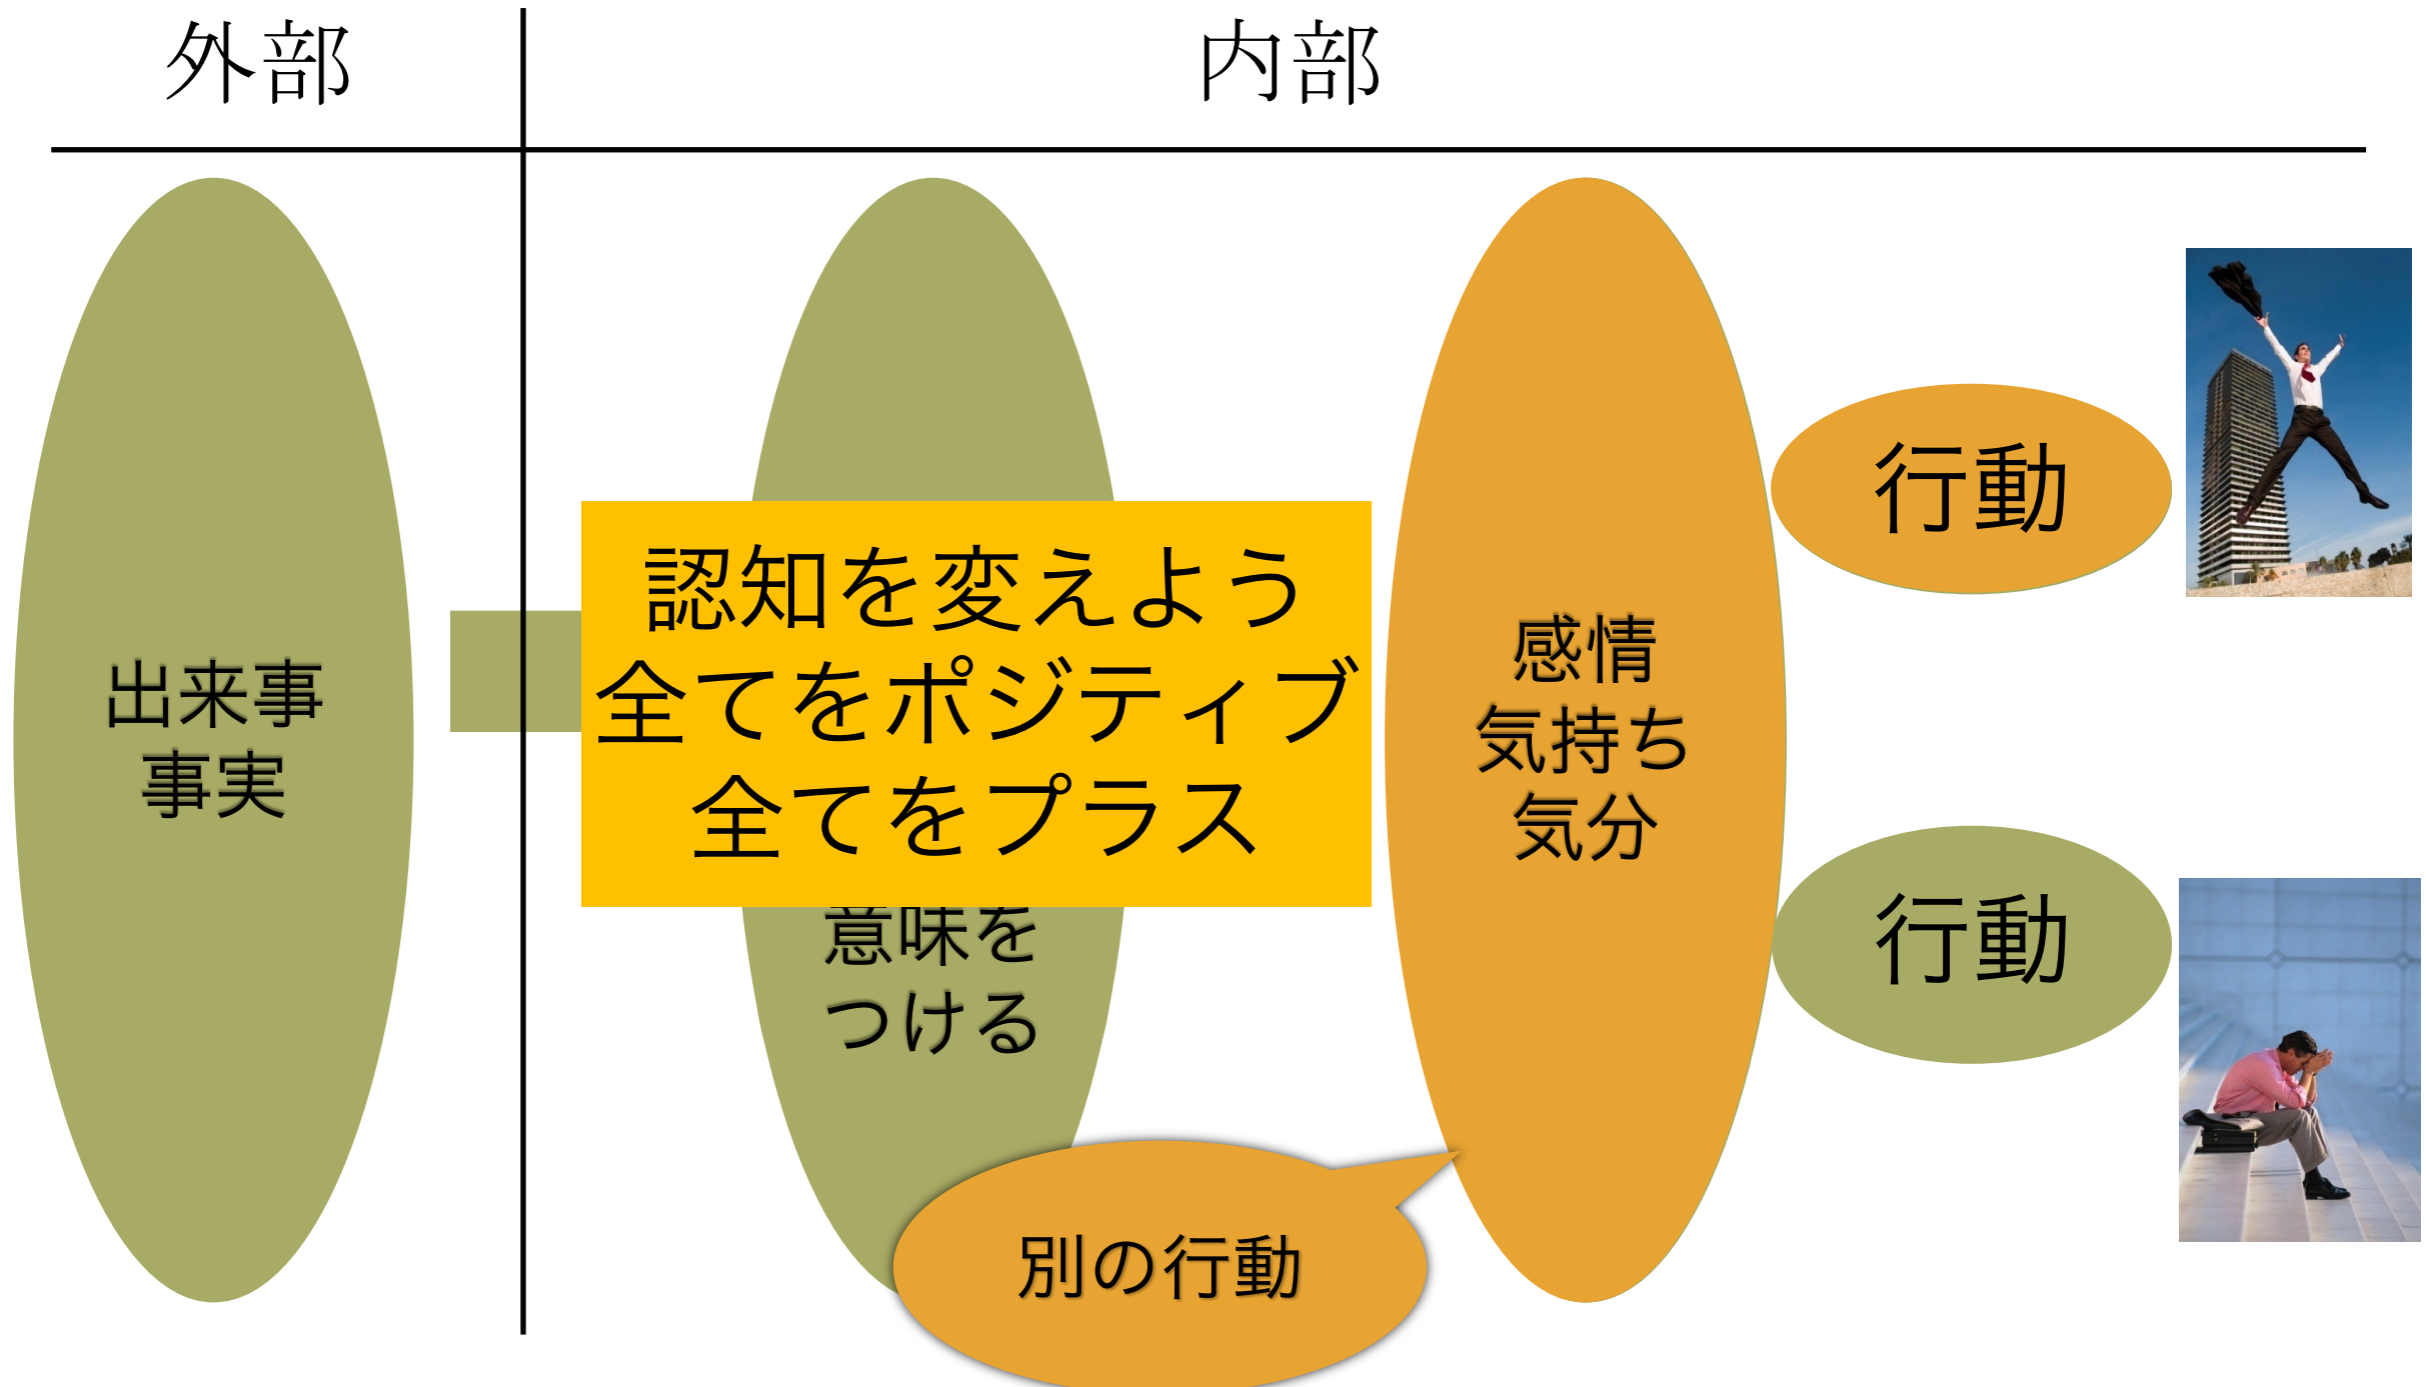 外部
内部
出来事
事実
認知を変えよう
全てをポジティブ
全てをプラス
意味を
つける
感情
気持ち
気分
行動
行動
別の行動